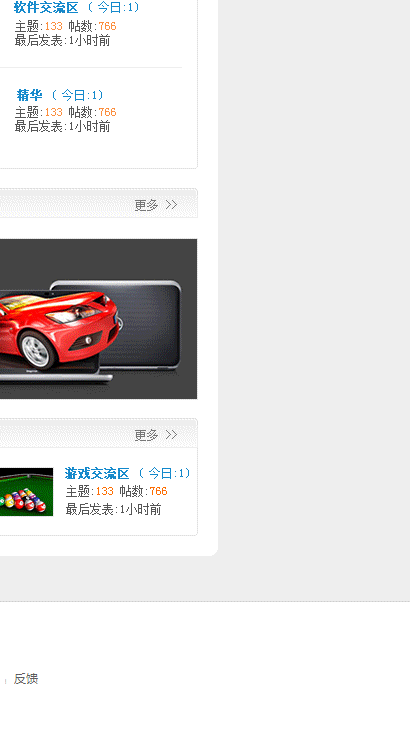 软件交流区 （ 今日:1）
主题:133 帖数:766
最后发表:1小时前
精华 （ 今日:1）
主题:133 帖数:766
最后发表:1小时前
更多 >>
更多 >>
游戏交流区 （ 今日:1）
主题:133 帖数:766
最后发表:1小时前
反馈